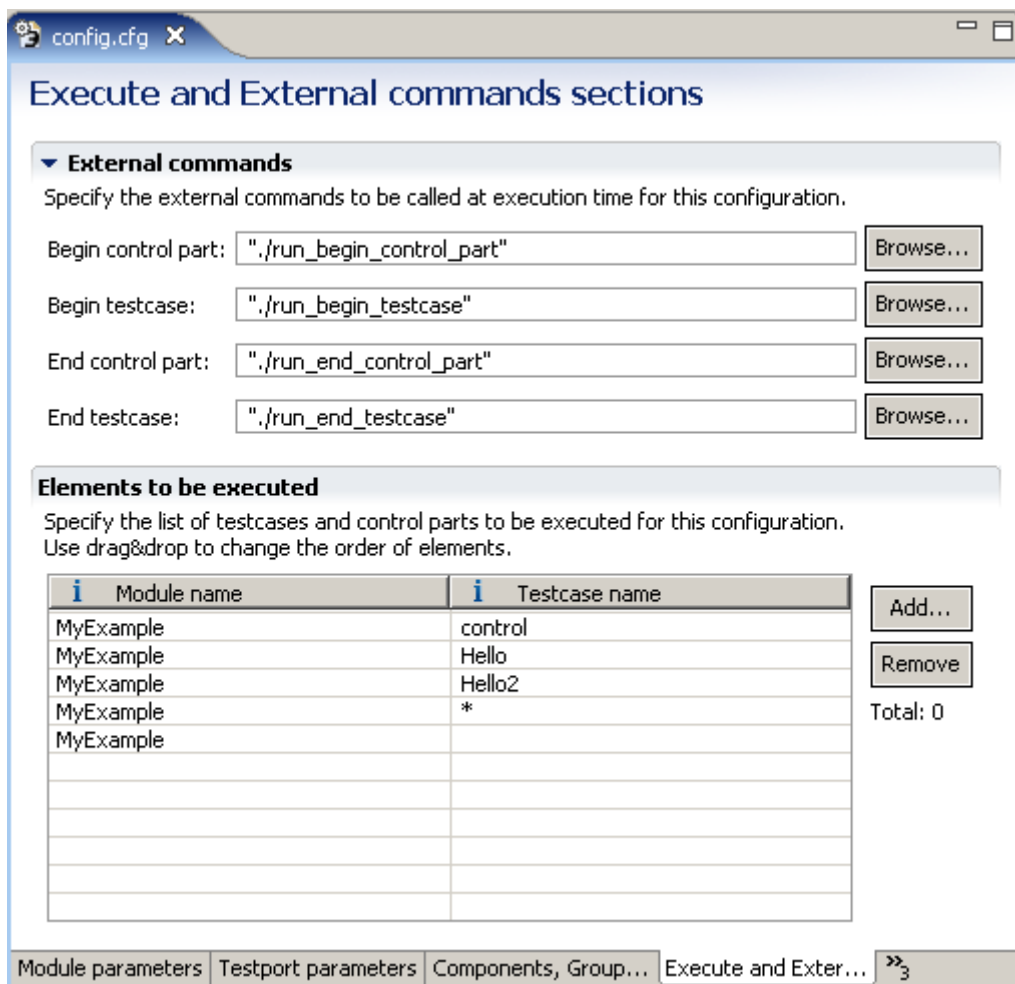 config.cfg
Execute and External commands sections
External commands
Specify the external commands to be called at execution time for this configuration.
Begin control part: "./run_begin_control_part" Browse...
Begin testcase: "./run_begin_testcase" Browse...
End control part: "./run_end_control_part" Browse...
End testcase: "./run_end_testcase" Browse...
Elements to be executed
Specify the list of testcases and control parts to be executed for this configuration.
Use drag&drop to change the order of elements.
i Module name i Testcase name
Add...
MyExample control
MyExample Hello
Remove
MyExample Hello2
MyExample *
Total: 0
MyExample
Module parameters Testport parameters Components, Group... Execute and Exter... »3